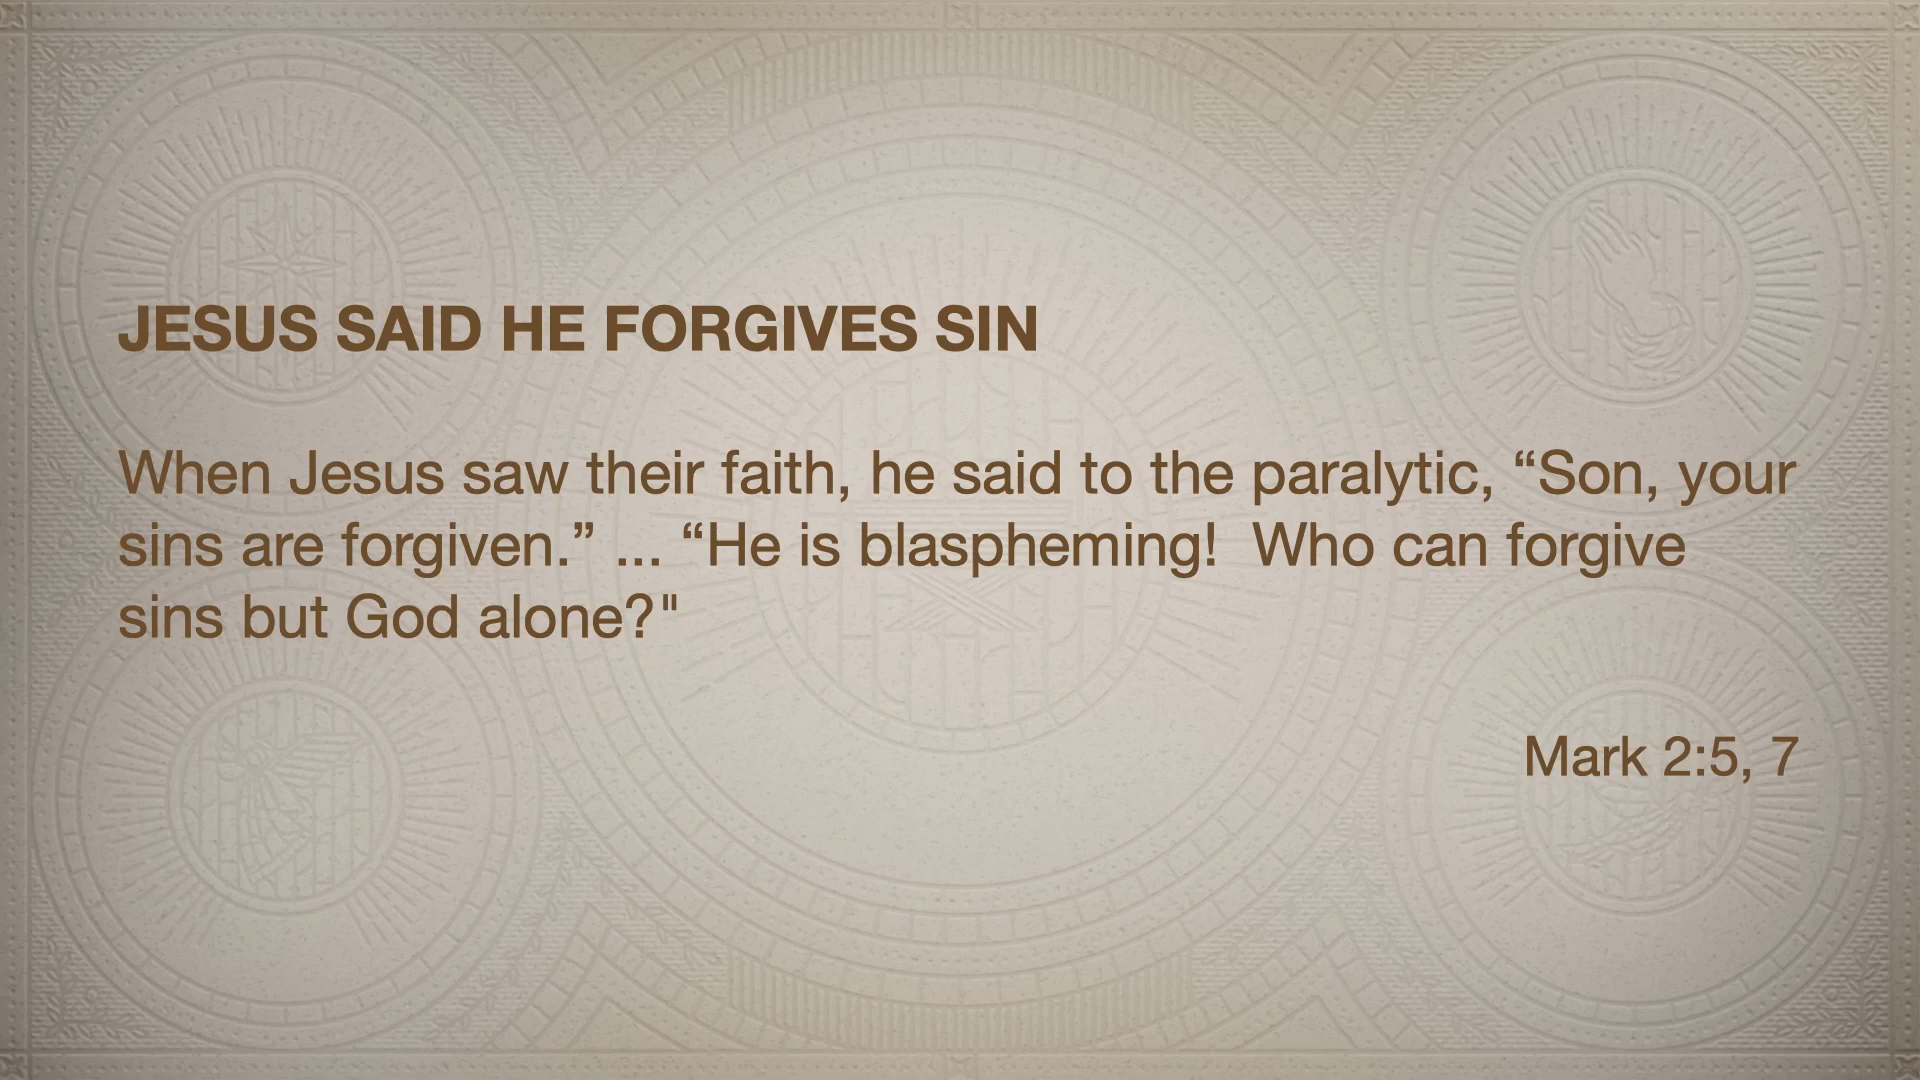 JESUS SAID HE FORGIVES SIN
When Jesus saw their faith, he said to the paralytic, “Son, your
sins are forgiven.” ... “He is blaspheming!  Who can forgive
sins but God alone?"
Mark 2:5, 7